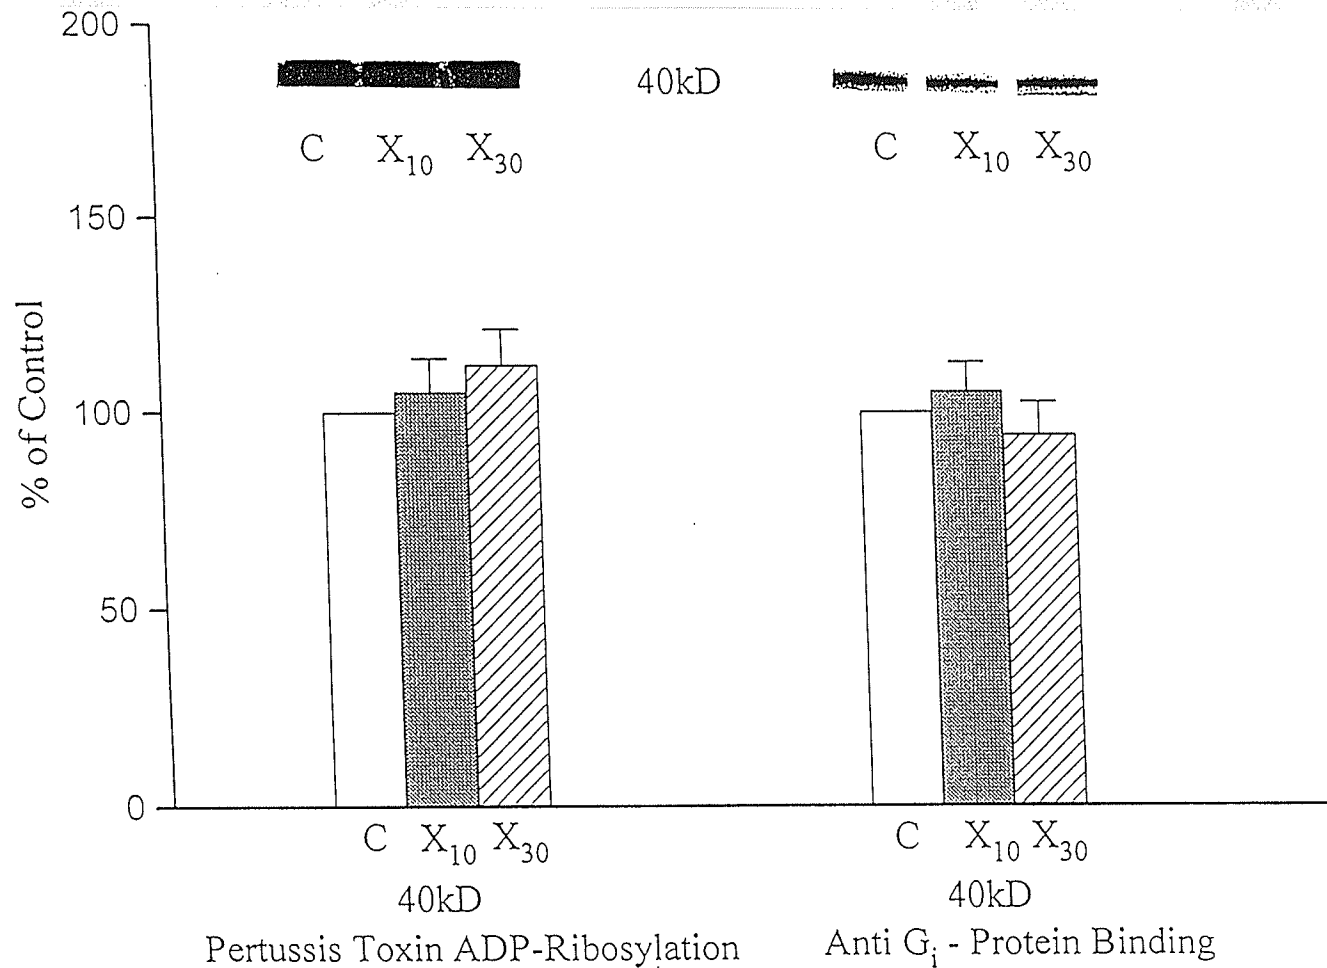 200
40kD
C X10 X30
C X10 X30
150
% of Control
100
50
0
C X10 X30
C X10 X30
40kD
40kD
Pertussis Toxin ADP-Ribosylation
Anti Gi - Protein Binding